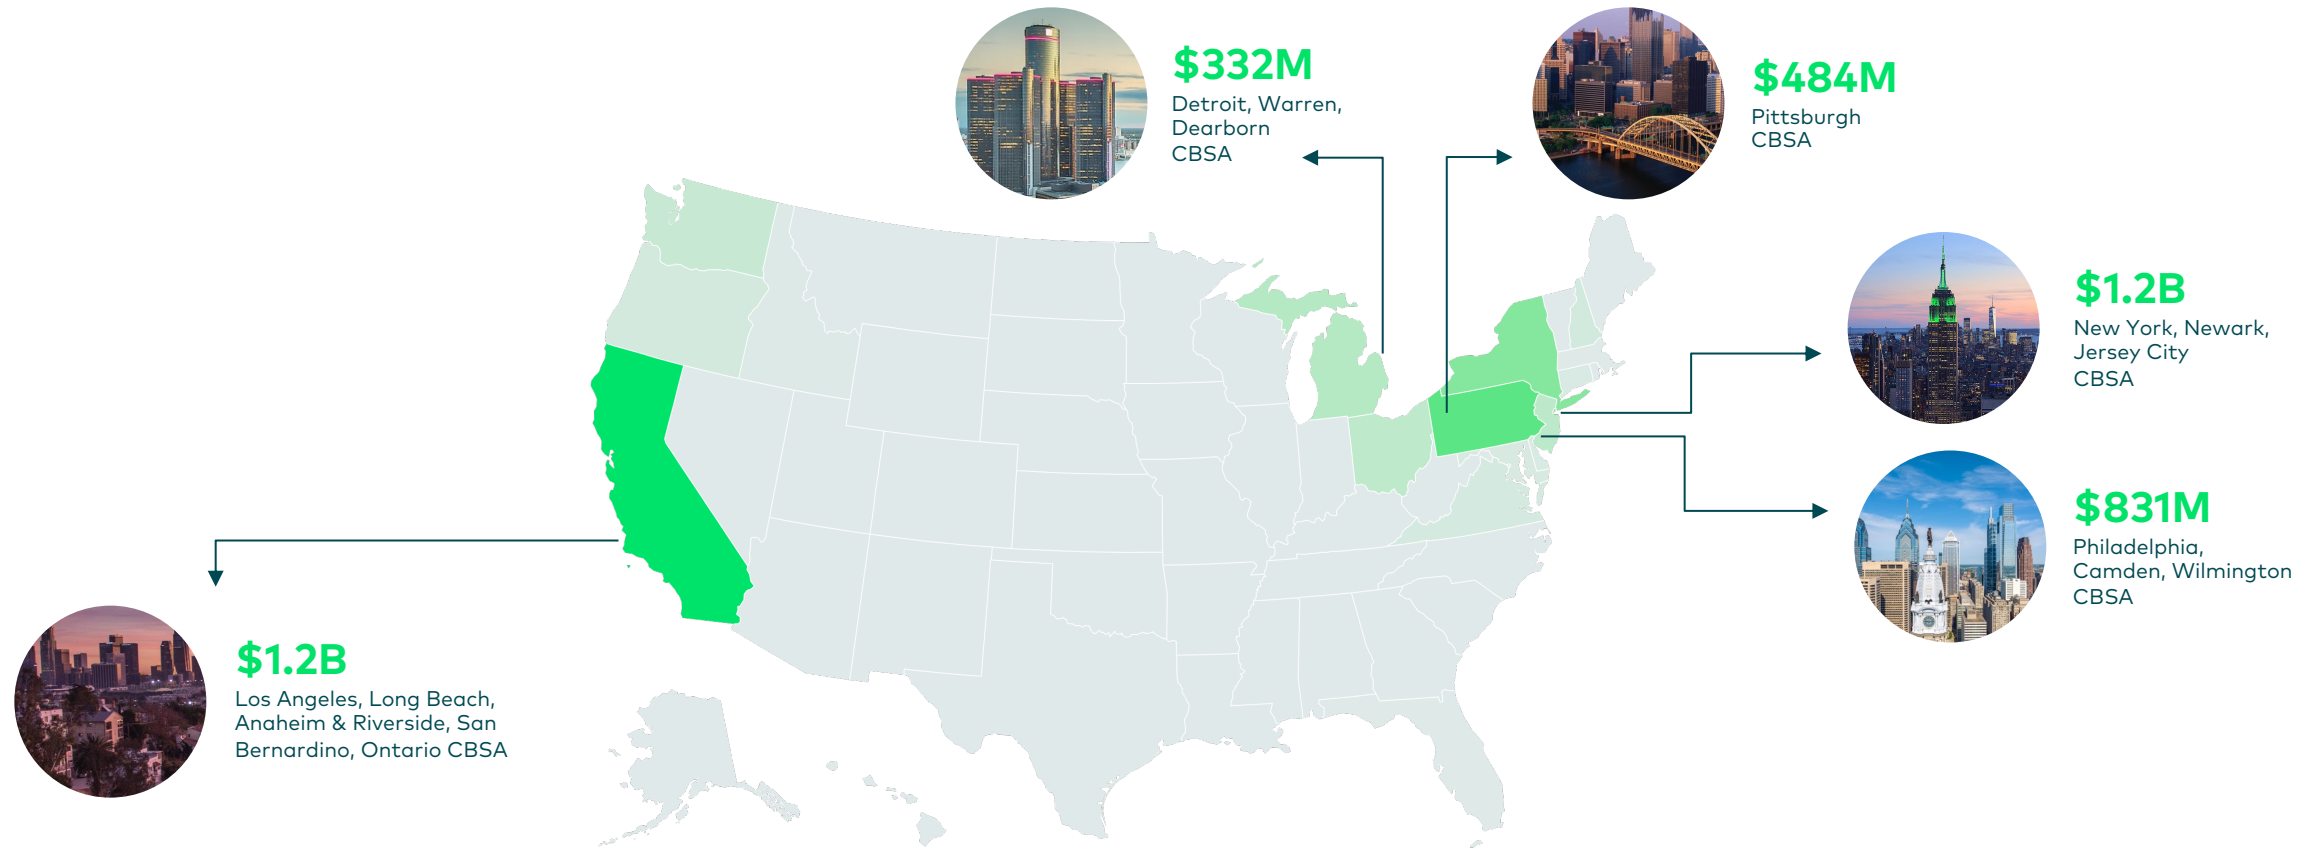 $332M
Detroit, Warren,
Dearborn
CBSA
$484M
Pittsburgh
CBSA
$1.2B
New York, Newark,
Jersey City
CBSA
$831M
Philadelphia,
Camden, Wilmington
CBSA
$1.2B
Los Angeles, Long Beach,
Anaheim & Riverside, San
Bernardino, Ontario CBSA